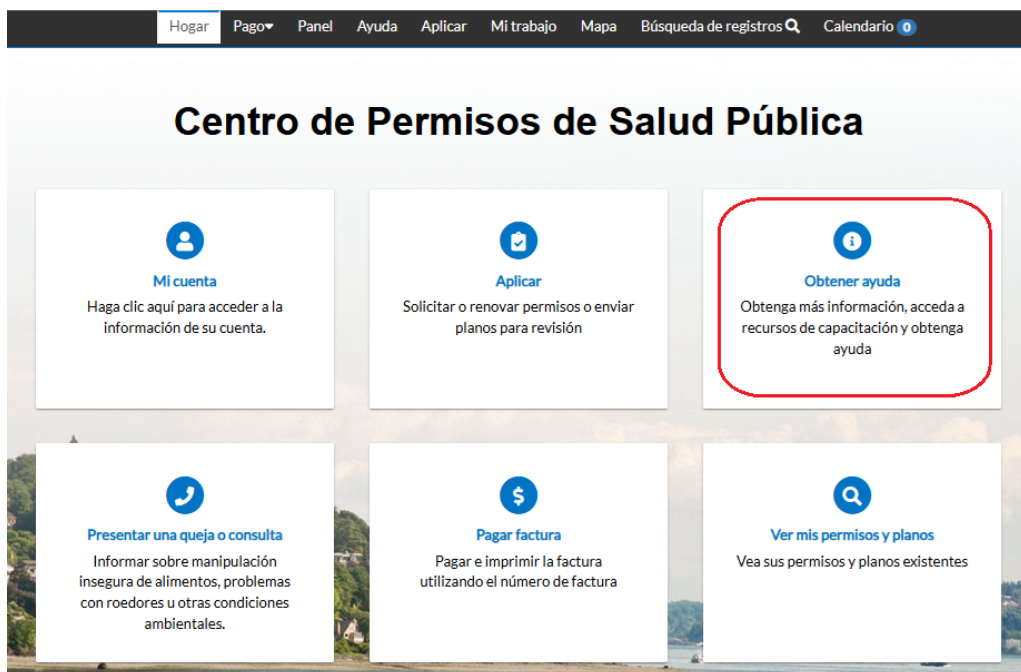 Hogar Pago Panel Ayuda Aplicar Mi trabajo Mapa Búsqueda de registros Calendario 0
Centro de Permisos de Salud Pública
Mi cuenta
Haga clic aquí para acceder a la
información de su cuenta.
Aplicar
Solicitar o renovar permisos o enviar
planos para revisión
Obtener ayuda
Obtenga más información, acceda a
recursos de capacitación y obtenga
ayuda
Presentar una queja o consulta
Informar sobre manipulación
insegura de alimentos, problemas
con roedores u otras condiciones
ambientales.
Pagar factura
Pagar e imprimir la factura
utilizando el número de factura
Ver mis permisos y planos
Vea sus permisos y planos existentes